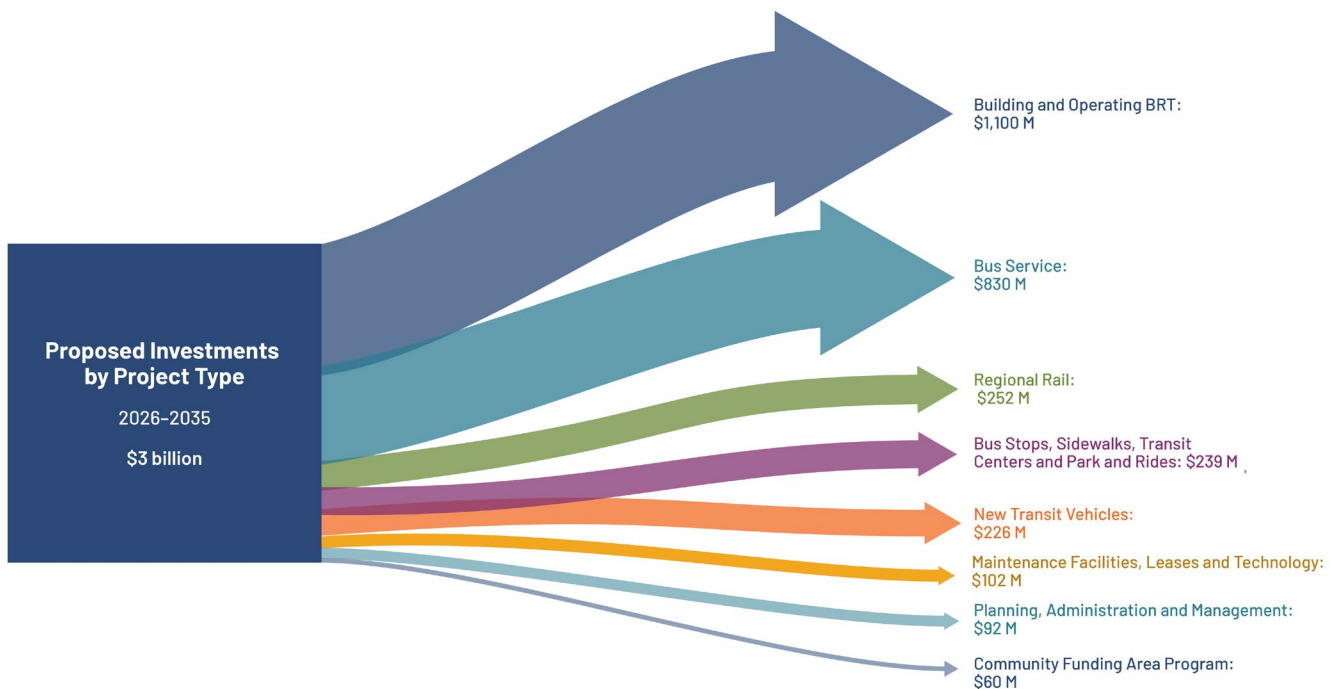 Proposed Investments
by Project Type
2026–2035
$3 billion
Building and Operating BRT:
$1,100 M
Bus Service:
$830 M
Regional Rail:
$252 M
Bus Stops, Sidewalks, Transit
Centers and Park and Rides: $239 M
New Transit Vehicles:
$226 M
Maintenance Facilities, Leases and Technology:
$102 M
Planning, Administration and Management:
$92 M
Community Funding Area Program:
$60 M